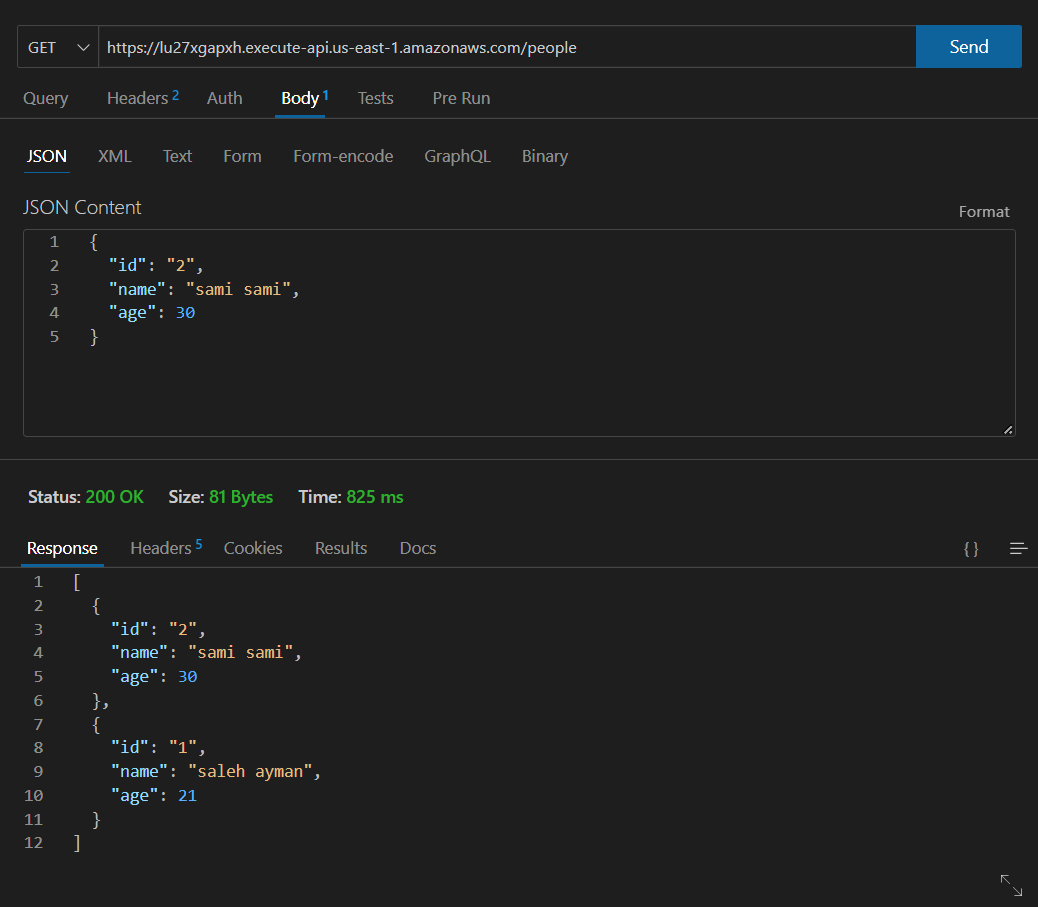 GET https://lu27xgapxh.execute-api.us-east-1.amazonaws.com/people Send
Query Headers 2 Auth Body 1 Tests Pre Run
JSON XML Text Form Form-encode GraphQL Binary
JSON Content
Format
1 {
2 "id": "2",
3 "name": "sami sami",
4 "age": 30
5 }
Status: 200 OK Size: 81 Bytes Time: 825 ms
Response Headers 5 Cookies Results Docs { }
1 [
2 {
3 "id": "2",
4 "name": "sami sami",
5 "age": 30
6 },
7 {
8 "id": "1",
9 "name": "saleh ayman",
10 "age": 21
11 }
12 ]